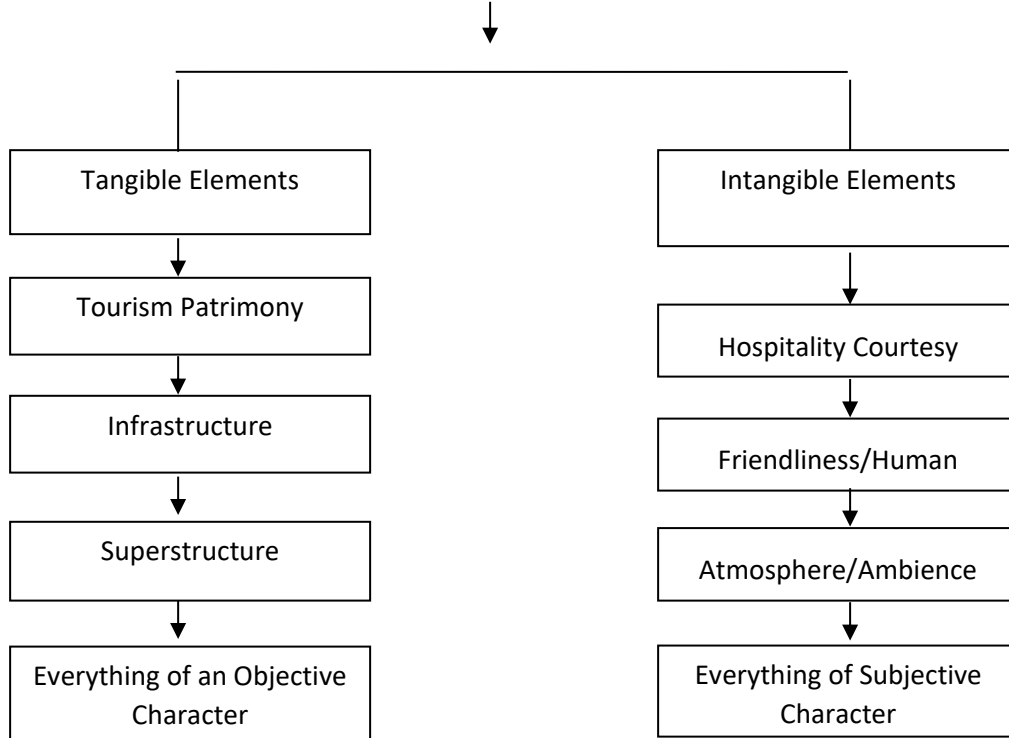 Tangible Elements
Intangible Elements
Tourism Patrimony
Hospitality Courtesy
Infrastructure
Friendliness/Human
Superstructure
Atmosphere/Ambience
Everything of an Objective
Character
Everything of Subjective
Character